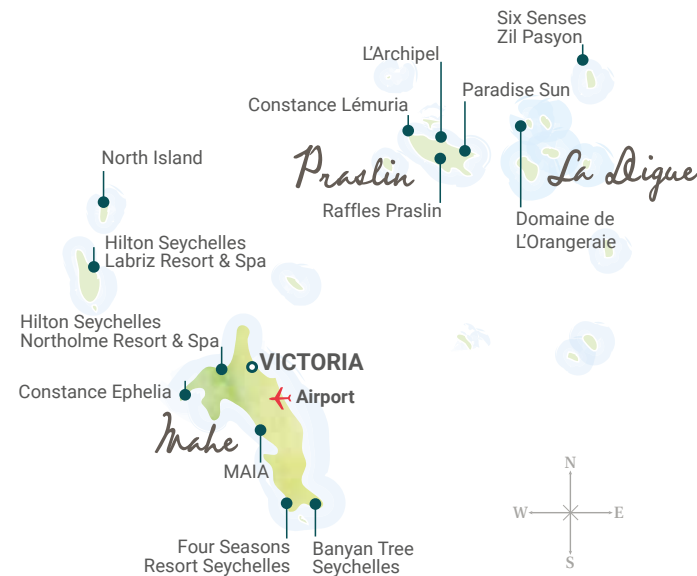 Six Senses
Zil Pasyon
L'Archipel
Paradise Sun
Constance Lémuria
North Island
Praslin
La Digue
Raffles Praslin
Domaine de
L'Orangeraie
Hilton Seychelles
Labriz Resort & Spa
Hilton Seychelles
Northolme Resort & Spa
VICTORIA
Constance Ephelia
Airport
Mahe
MAIA
N
W
E
S
Four Seasons
Resort Seychelles
Banyan Tree
Seychelles